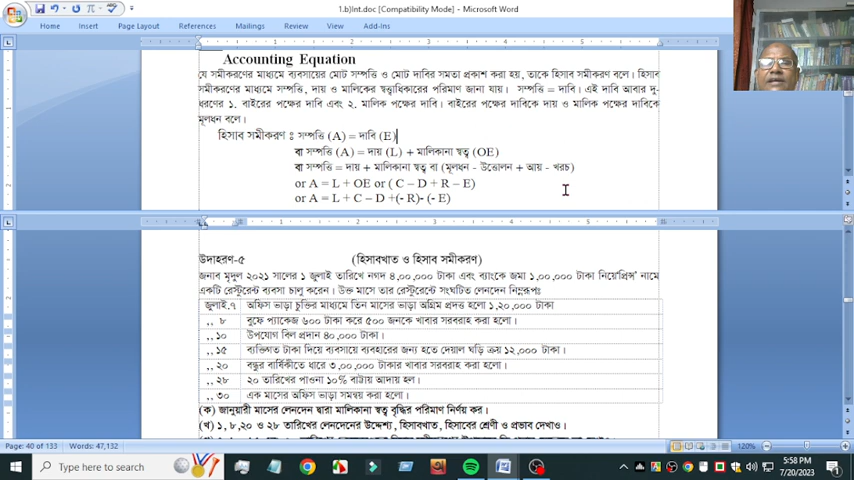 1.b)Int.doc [Compatibility Mode] - Microsoft Word
Home Insert Page Layout References Mailings Review View Add-Ins
Accounting Equation
যে সমীকরণের মাধ্যমে ব্যবসায়ের মোট সম্পত্তি ও মোট দাবির সমতা প্রকাশ করা হয়, তাকে হিসাব সমীকরণ বলে। হিসাব
সমীকরণের মাধ্যমে সম্পত্তি, দায় ও মালিকের স্বত্বাধিকারের পরিমাণ জানা যায়। সম্পত্তি = দাবি। এই দাবি আবার দু-
ধরণের ১. বাইরের পক্ষের দাবি এবং ২. মালিক পক্ষের দাবি। বাইরের পক্ষের দাবিকে দায় ও মালিক পক্ষের দাবিকে
মূলধন বলে।
হিসাব সমীকরণ ঃ সম্পত্তি (A) = দাবি (E)
বা সম্পত্তি (A) = দায় (L) + মালিকানা স্বত্ব (OE)
বা সম্পত্তি = দায় + মালিকানা স্বত্ব বা (মূলধন - উত্তোলন + আয় - খরচ)
or A = L + OE or ( C – D + R – E)
or A = L + C – D +(- R)- (- E)
উদাহরণ-৫ (হিসাবখাত ও হিসাব সমীকরণ)
জনাব মৃদুল ২০২১ সালের ১ জুলাই তারিখে নগদ ৪,০০,০০০ টাকা এবং ব্যাংকে জমা ১,০০,০০০ টাকা নিয়ে'প্রিন্স' নামে
একটি রেস্টুরেন্ট ব্যবসা চালু করেন। উক্ত মাসে তার রেস্টুরেন্টে সংঘটিত লেনদেন নিম্নরূপঃ
জুলাই.৭ অফিস ভাড়া চুক্তির মাধ্যমে তিন মাসের ভাড়া অগ্রিম প্রদত্ত হলো ১,২০,০০০ টাকা
,, ৮ বুফে প্যাকেজ ৬০০ টাকা করে ৫০০ জনকে খাবার সরবরাহ করা হলো।
,, ১০ উপযোগ বিল প্রদান ৪০,০০০ টাকা।
,, ১৫ ব্যক্তিগত টাকা দিয়ে ব্যবসায়ে ব্যবহারের জন্য হতে দেয়াল ঘড়ি ক্রয় ১২,০০০ টাকা।
,, ২০ বন্ধুর বার্ষিকীতে ধারে ৩,০০,০০০ টাকার খাবার সরবরাহ করা হলো।
,, ২৮ ২০ তারিখের পাওনা ১০% বাট্টায় আদায় হল।
,, ৩০ এক মাসের অফিস ভাড়া সমন্বয় করা হলো।
(ক) জানুয়ারী মাসের লেনদেন দ্বারা মালিকানা স্বত্ব বৃদ্ধির পরিমাণ নির্ণয় কর।
(খ) ১, ৮,২০ ও ২৮ তারিখের লেনদেনের উদ্দেশ্য, হিসাবখাত, হিসাবের শ্রেণী ও প্রভাব দেখাও।
Page: 40 of 133 Words: 47,132 120%
Type here to search
5:58 PM
7/20/2023